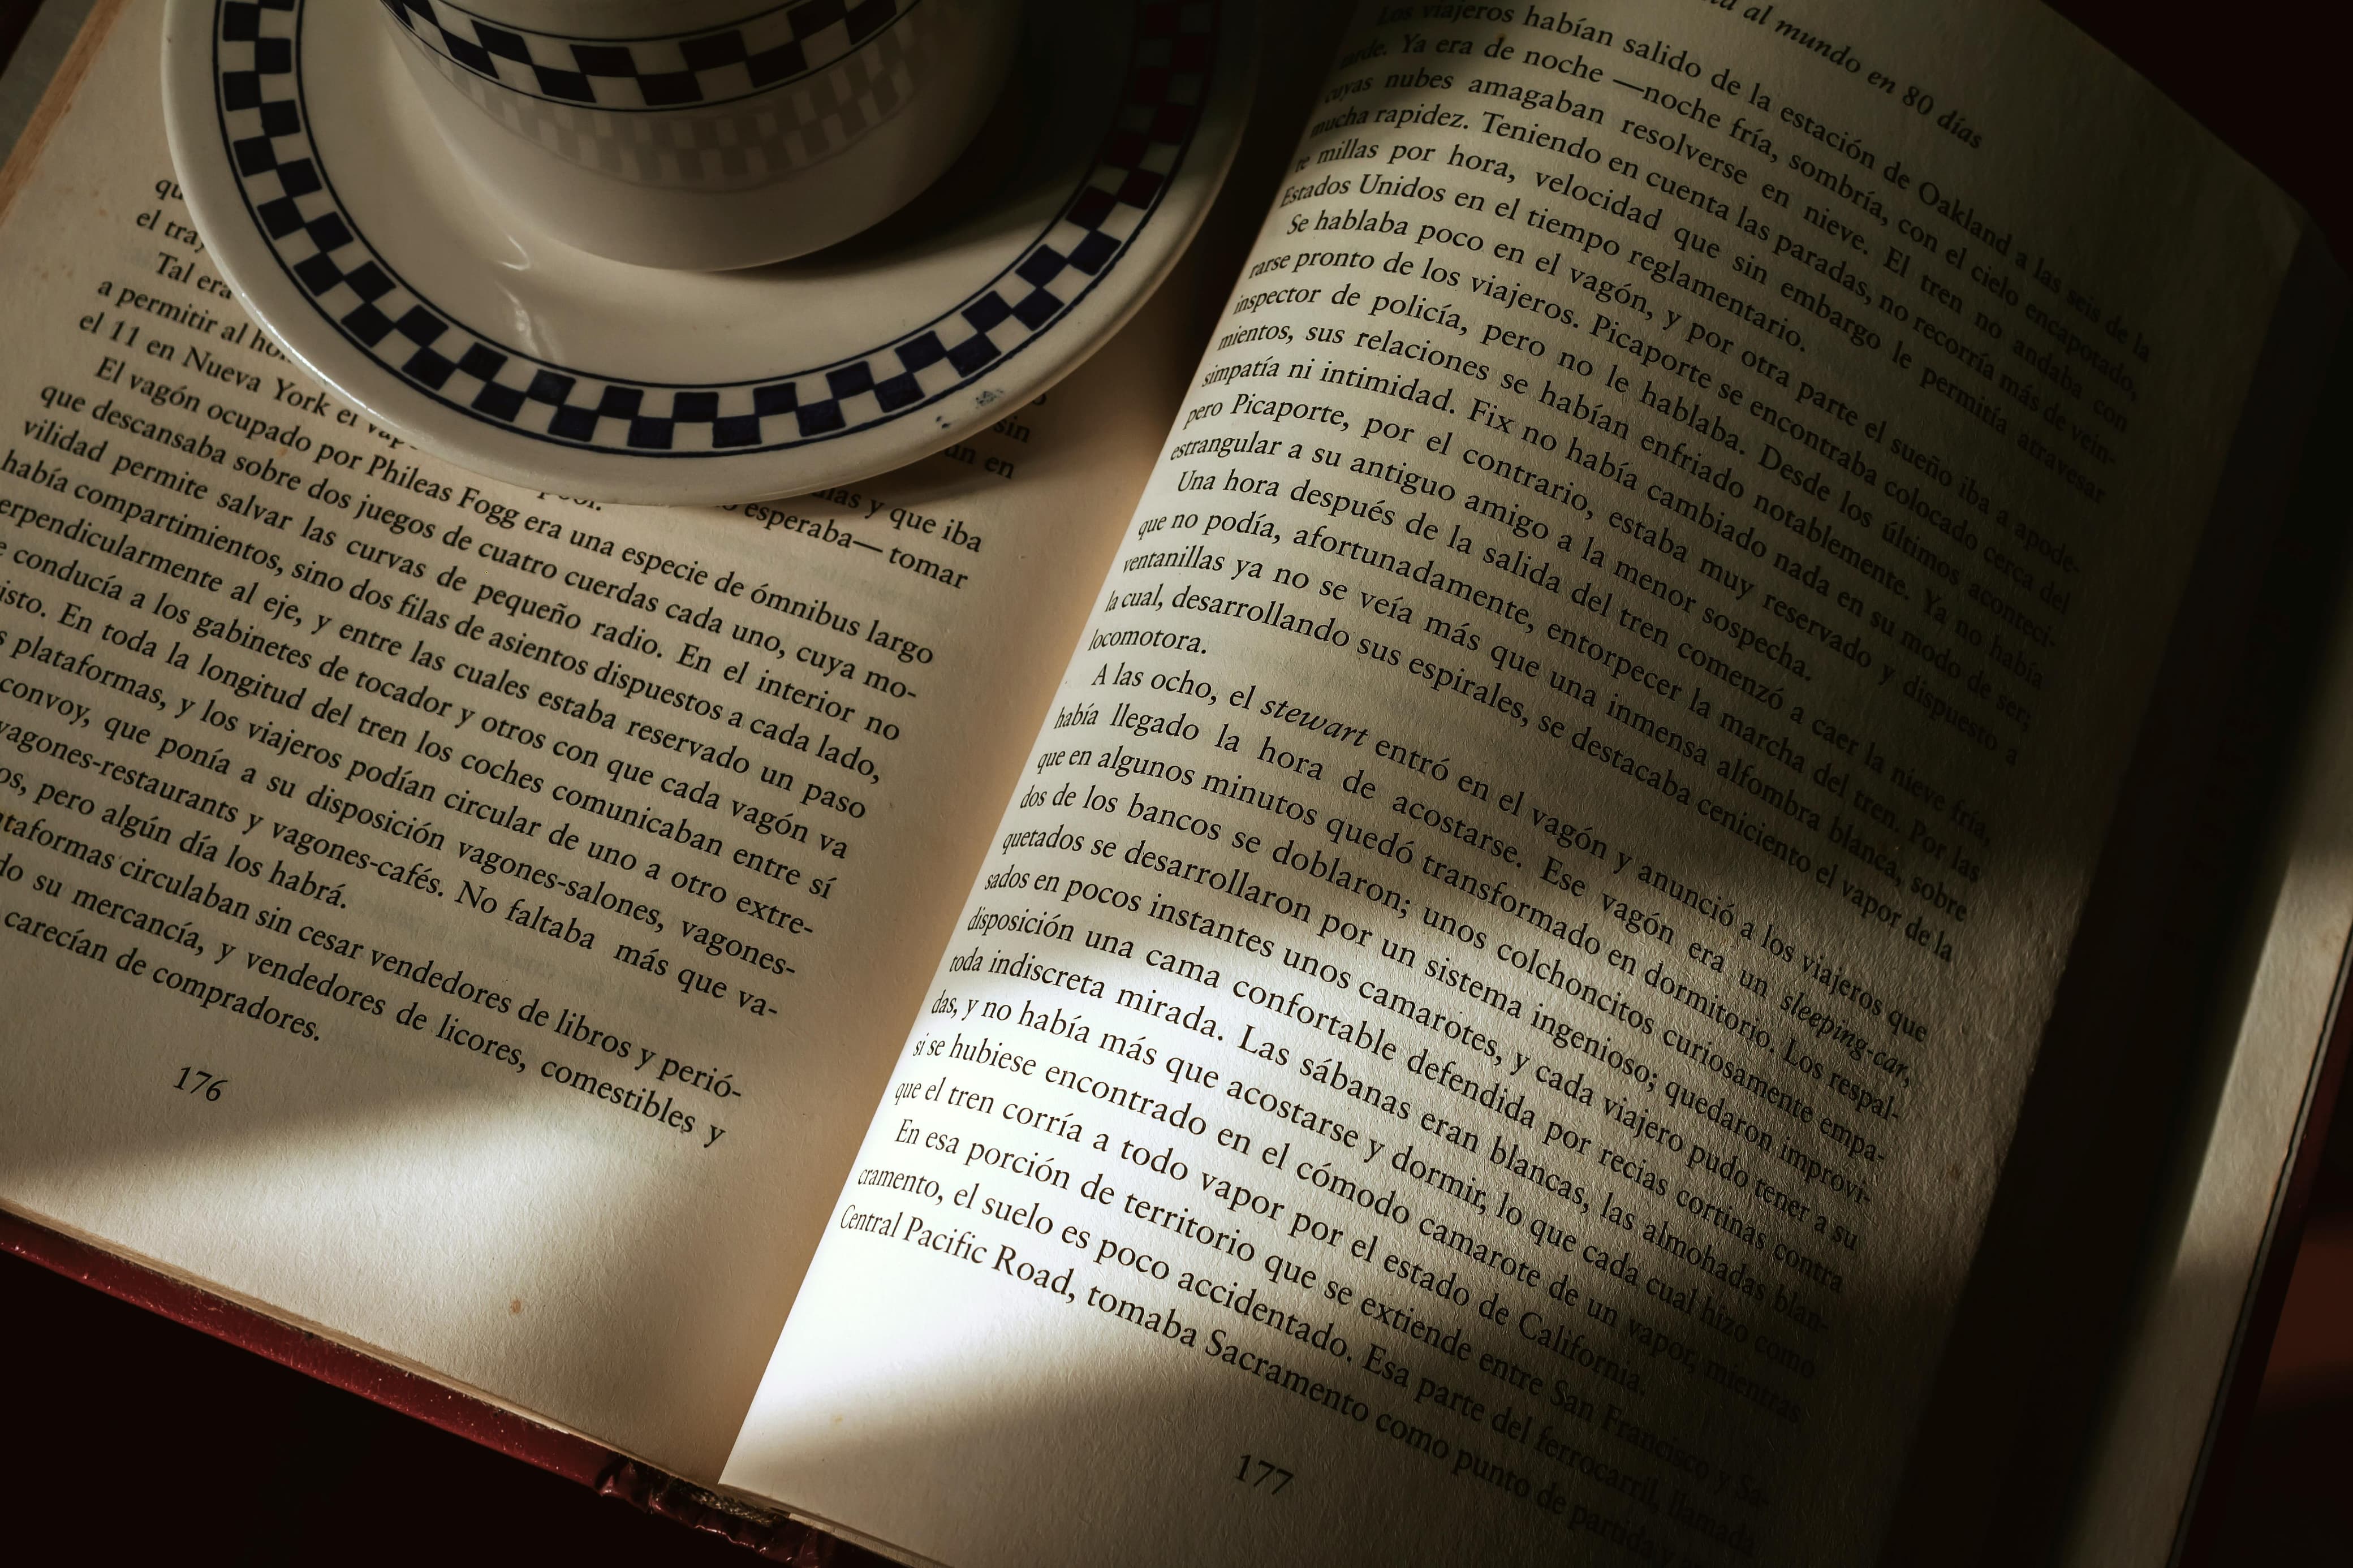 qu
el tray
Tal era
a permitir al ho
el 11 en Nueva York el vap
sin
an en
y que iba
esperaba— tomar
El vagón ocupado por Phileas Fogg era una especie de ómnibus largo
que descansaba sobre dos juegos de cuatro cuerdas cada uno, cuya mo-
vilidad permite salvar las curvas de pequeño radio. En el interior no
había compartimientos, sino dos filas de asientos dispuestos a cada lado,
erpendicularmente al eje, y entre las cuales estaba reservado un paso
e conducía a los gabinetes de tocador y otros con que cada vagón va
isto. En toda la longitud del tren los coches comunicaban entre sí
s plataformas, y los viajeros podían circular de uno a otro extre-
convoy, que ponía a su disposición vagones-salones, vagones-
vagones-restaurants y vagones-cafés. No faltaba más que va-
os, pero algún día los habrá.
ataformas circulaban sin cesar vendedores de libros y perió-
do su mercancía, y vendedores de licores, comestibles y
carecían de compradores.
176
al mundo en 80 días
Los viajeros habían salido de la estación de Oakland a las seis de la
tarde. Ya era de noche —noche fría, sombría, con el cielo encapotado,
cuyas nubes amagaban resolverse en nieve. El tren no andaba con
mucha rapidez. Teniendo en cuenta las paradas, no recorría más de vein-
te millas por hora, velocidad que sin embargo le permitía atravesar
Estados Unidos en el tiempo reglamentario.
Se hablaba poco en el vagón, y por otra parte el sueño iba a apode-
rarse pronto de los viajeros. Picaporte se encontraba colocado cerca del
inspector de policía, pero no le hablaba. Desde los últimos aconteci-
mientos, sus relaciones se habían enfriado notablemente. Ya no había
simpatía ni intimidad. Fix no había cambiado nada en su modo de ser;
pero Picaporte, por el contrario, estaba muy reservado y dispuesto a
estrangular a su antiguo amigo a la menor sospecha.
Una hora después de la salida del tren comenzó a caer la nieve fría,
que no podía, afortunadamente, entorpecer la marcha del tren. Por las
ventanillas ya no se veía más que una inmensa alfombra blanca, sobre
la cual, desarrollando sus espirales, se destacaba ceniciento el vapor de la
locomotora.
A las ocho, el stewart entró en el vagón y anunció a los viajeros que
había llegado la hora de acostarse. Ese vagón era un sleeping-car,
que en algunos minutos quedó transformado en dormitorio. Los respal-
dos de los bancos se doblaron; unos colchoncitos curiosamente empa-
quetados se desarrollaron por un sistema ingenioso; quedaron improvi-
sados en pocos instantes unos camarotes, y cada viajero pudo tener a su
disposición una cama confortable defendida por recias cortinas contra
toda indiscreta mirada. Las sábanas eran blancas, las almohadas blan-
das, y no había más que acostarse y dormir, lo que cada cual hizo como
si se hubiese encontrado en el cómodo camarote de un vapor, mientras
que el tren corría a todo vapor por el estado de California.
En esa porción de territorio que se extiende entre San Francisco y Sa-
cramento, el suelo es poco accidentado. Esa parte del ferrocarril, llamada
Central Pacific Road, tomaba Sacramento como punto de partida
177